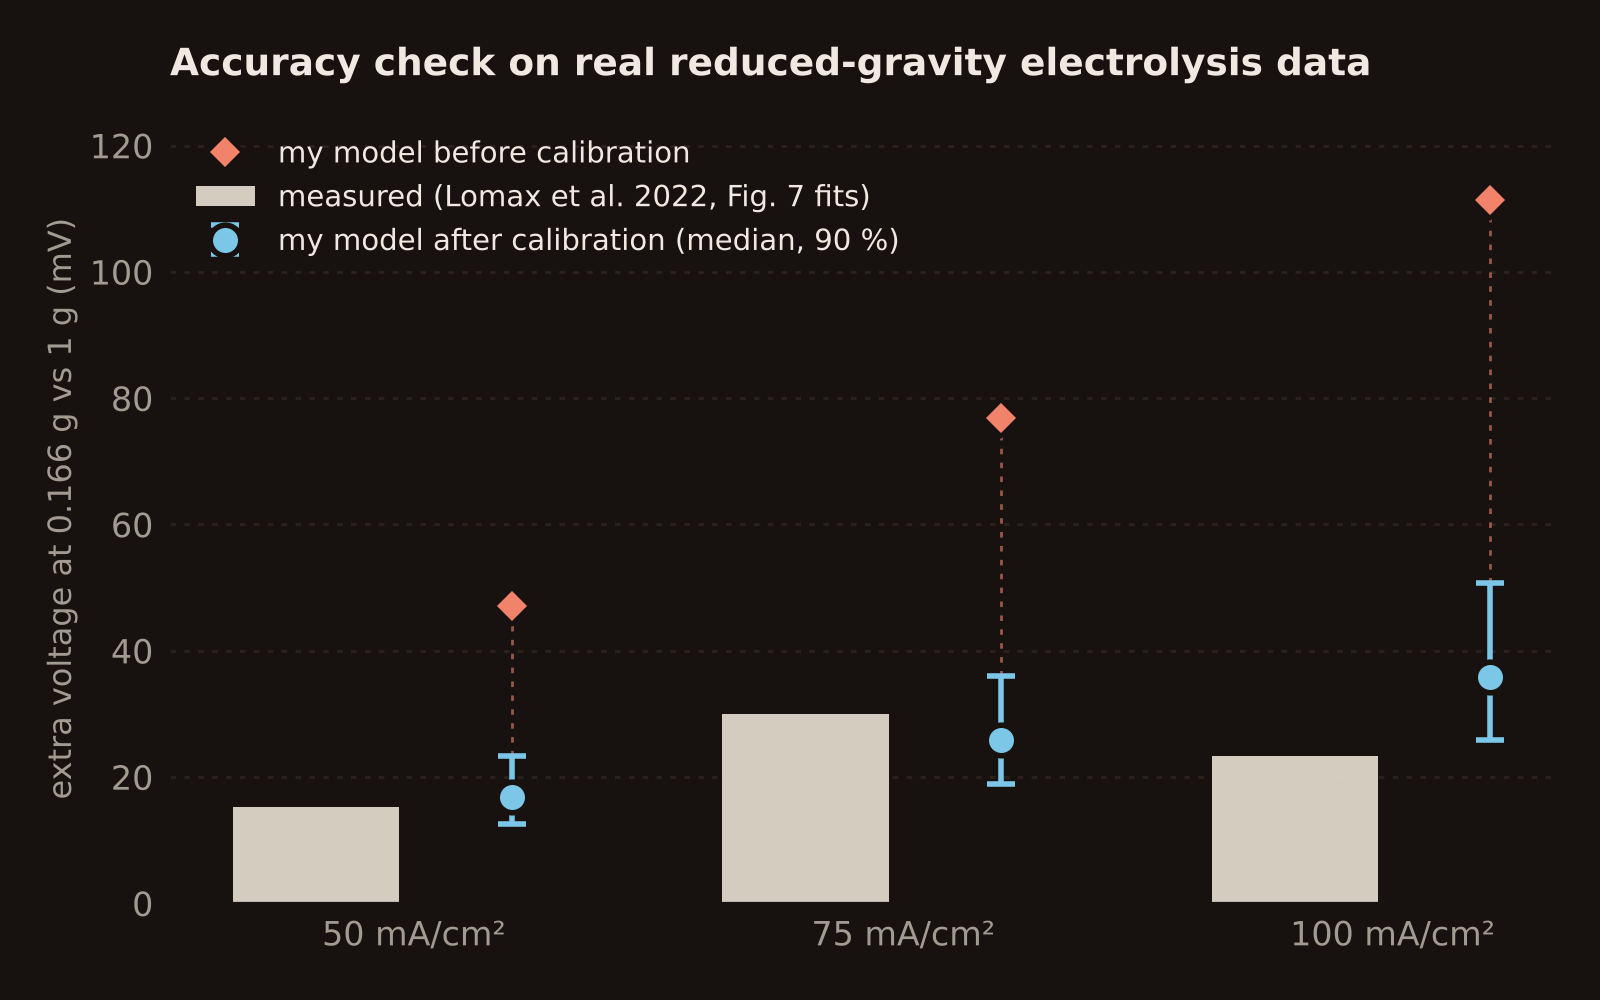 Accuracy check on real reduced-gravity electrolysis data
my model before calibration
measured (Lomax et al. 2022, Fig. 7 fits)
my model after calibration (median, 90 %)
extra voltage at 0.166 g vs 1 g (mV)
120
100
80
60
40
20
0
50 mA/cm²
75 mA/cm²
100 mA/cm²